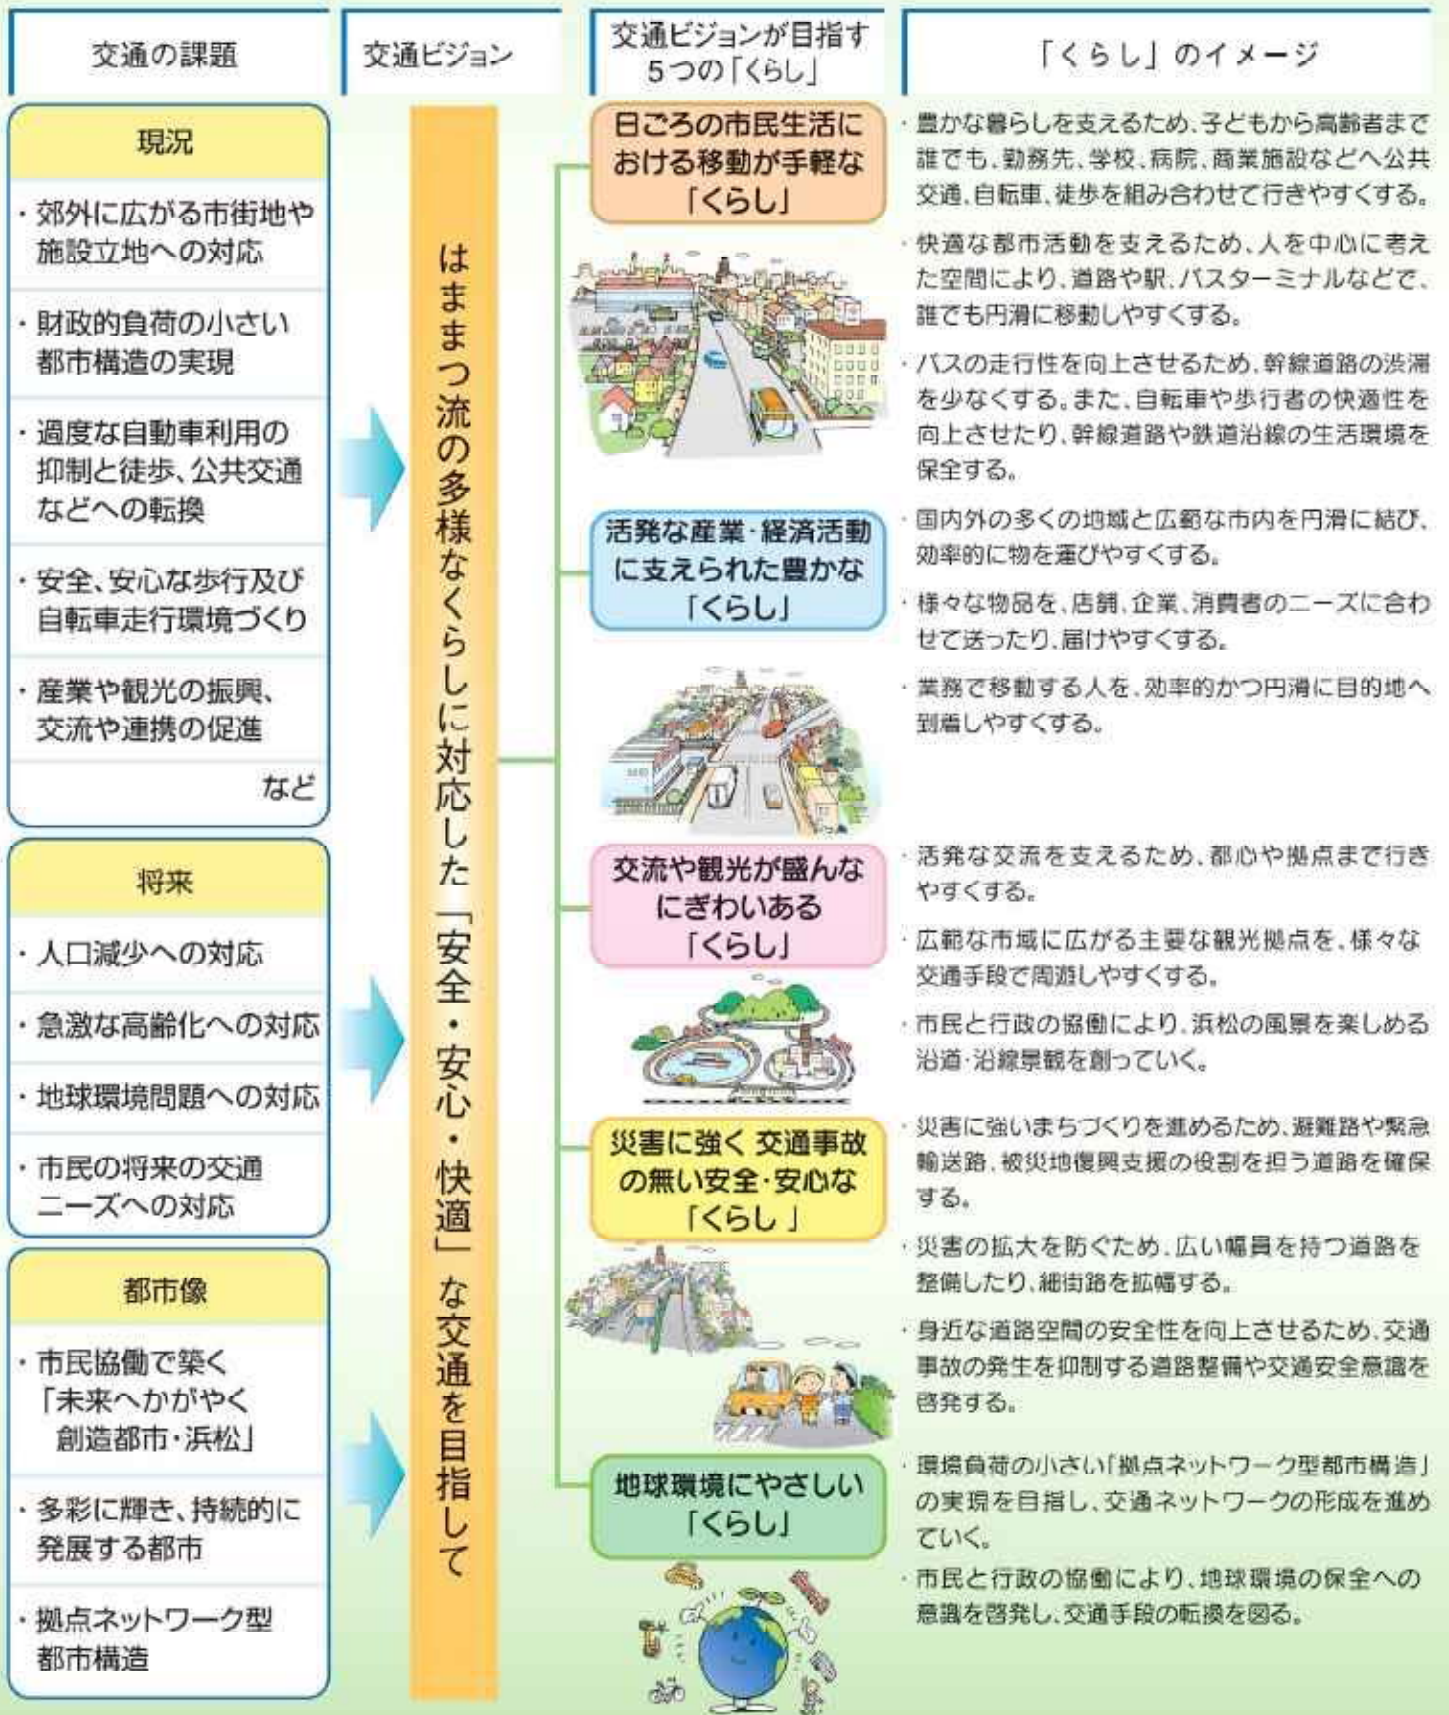 交通の課題
交通ビジョン
交通ビジョンが目指す
5つの「くらし」
「くらし」のイメージ
現況
・郊外に広がる市街地や
施設立地への対応
・財政的負荷の小さい
都市構造の実現
・過度な自動車利用の
抑制と徒歩、公共交通
などへの転換
・安全、安心な歩行及び
自転車走行環境づくり
・産業や観光の振興、
交流や連携の促進
など
将来
・人口減少への対応
・急激な高齢化への対応
・地球環境問題への対応
・市民の将来の交通
ニーズへの対応
都市像
・市民協働で築く
「未来へかがやく
創造都市・浜松」
・多彩に輝き、持続的に
発展する都市
・拠点ネットワーク型
都市構造
はままつ流の多様なくらしに対応した「安全・安心・快適」な交通を目指して
日ごろの市民生活に
おける移動が手軽な
「くらし」
・豊かな暮らしを支えるため、子どもから高齢者まで
誰でも、勤務先、学校、病院、商業施設などへ公共
交通、自転車、徒歩を組み合わせて行きやすくする。
・快適な都市活動を支えるため、人を中心に考え
た空間により、道路や駅、バスターミナルなどで、
誰でも円滑に移動しやすくする。
・バスの走行性を向上させるため、幹線道路の渋滞
を少なくする。また、自転車や歩行者の快適性を
向上させたり、幹線道路や鉄道沿線の生活環境を
保全する。
活発な産業・経済活動
に支えられた豊かな
「くらし」
・国内外の多くの地域と広範な市内を円滑に結び、
効率的に物を運びやすくする。
・様々な物品を、店舗、企業、消費者のニーズに合わ
せて送ったり、届けやすくする。
・業務で移動する人を、効率的かつ円滑に目的地へ
到着しやすくする。
交流や観光が盛んな
にぎわいある
「くらし」
・活発な交流を支えるため、都心や拠点まで行き
やすくする。
・広範な市域に広がる主要な観光拠点を、様々な
交通手段で周遊しやすくする。
・市民と行政の協働により、浜松の風景を楽しめる
沿道・沿線景観を創っていく。
災害に強く 交通事故
の無い安全・安心な
「くらし 」
・災害に強いまちづくりを進めるため、避難路や緊急
輸送路、被災地復興支援の役割を担う道路を確保
する。
・災害の拡大を防ぐため、広い幅員を持つ道路を
整備したり、細街路を拡幅する。
・身近な道路空間の安全性を向上させるため、交通
事故の発生を抑制する道路整備や交通安全意識を
啓発する。
地球環境にやさしい
「くらし」
・環境負荷の小さい「拠点ネットワーク型都市構造」
の実現を目指し、交通ネットワークの形成を進め
ていく。
・市民と行政の協働により、地球環境の保全への
意識を啓発し、交通手段の転換を図る。